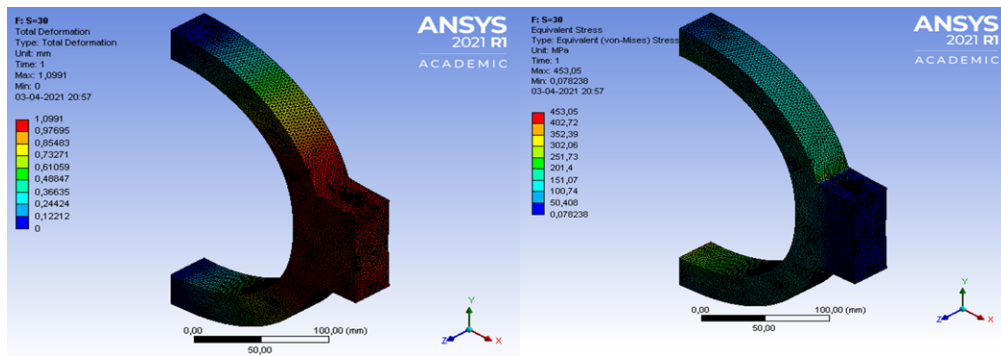 F: S=30
Total Deformation
Type: Total Deformation
Unit: mm
Time: 1
Max: 1,0991
Min: 0
03-04-2021 20:57
1,0991
0,97695
0,85483
0,73271
0,61059
0,48847
0,36635
0,24424
0,12212
0
ANSYS
2021 R1
ACADEMIC
0,00
100,00 (mm)
50,00
Y
Z
X
F: S=30
Equivalent Stress
Type: Equivalent (von-Mises) Stress
Unit: MPa
Time: 1
Max: 453,05
Min: 0,078238
03-04-2021 20:57
453,05
402,72
352,39
302,06
251,73
201,4
151,07
100,74
50,408
0,078238
ANSYS
2021 R1
ACADEMIC
0,00
100,00 (mm)
50,00
Y
Z
X